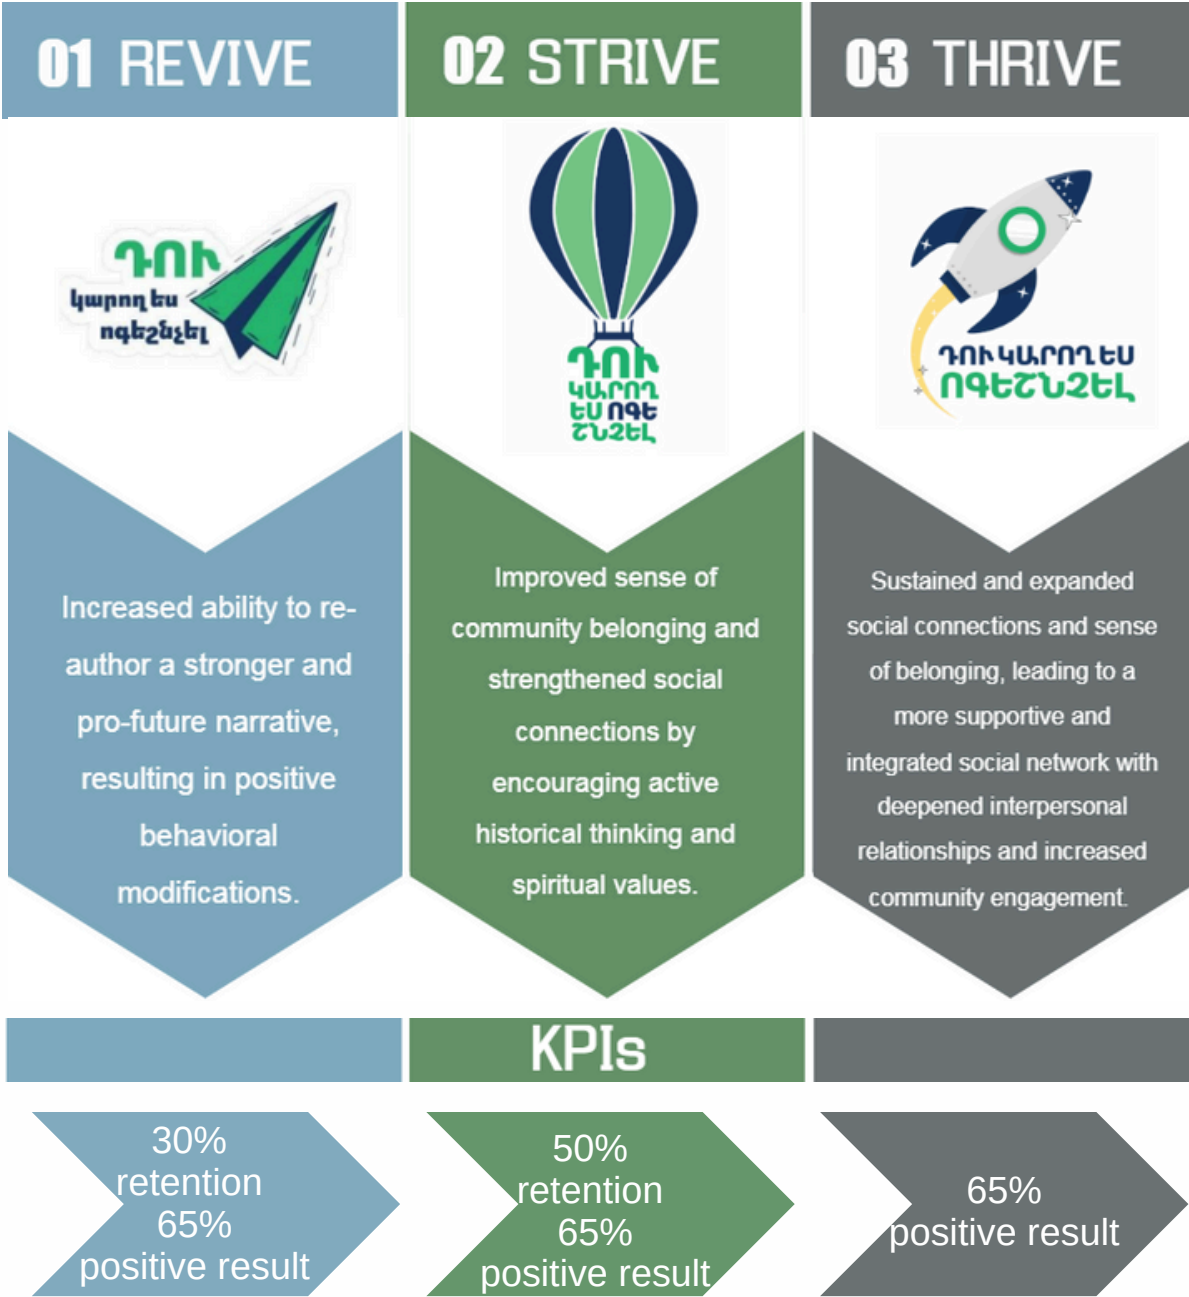 01 REVIVE
02 STRIVE
03 THRIVE
ԴՈՒ
կարող ես
ոգեշնչել
ԴՈՒ
ԿԱՐՈՂ
ԵՍ ՈԳԵ
ՇՆՉԵԼ
ԴՈՒ ԿԱՐՈՂ ԵՍ
ՈԳԵՇՆՉԵԼ
Increased ability to re-
author a stronger and
pro-future narrative,
resulting in positive
behavioral
modifications.
Improved sense of
community belonging and
strengthened social
connections by
encouraging active
historical thinking and
spiritual values.
Sustained and expanded
social connections and sense
of belonging, leading to a
more supportive and
integrated social network with
deepened interpersonal
relationships and increased
community engagement.
KPIs
30%
retention
65%
positive result
50%
retention
65%
positive result
65%
positive result